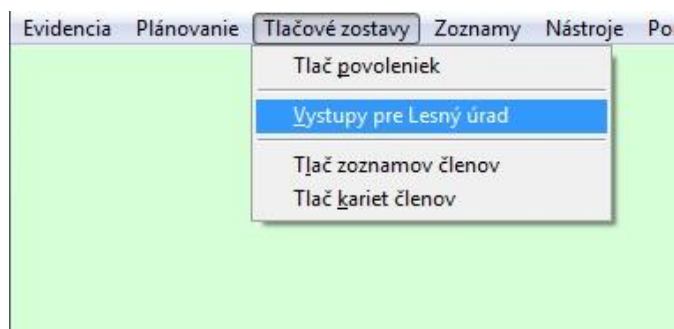 Evidencia Plánovanie Tlačové zostavy Zoznamy Nástroje
Tlač povoleniek
Vystupy pre Lesný úrad
Tlač zoznamov členov
Tlač kariet členov